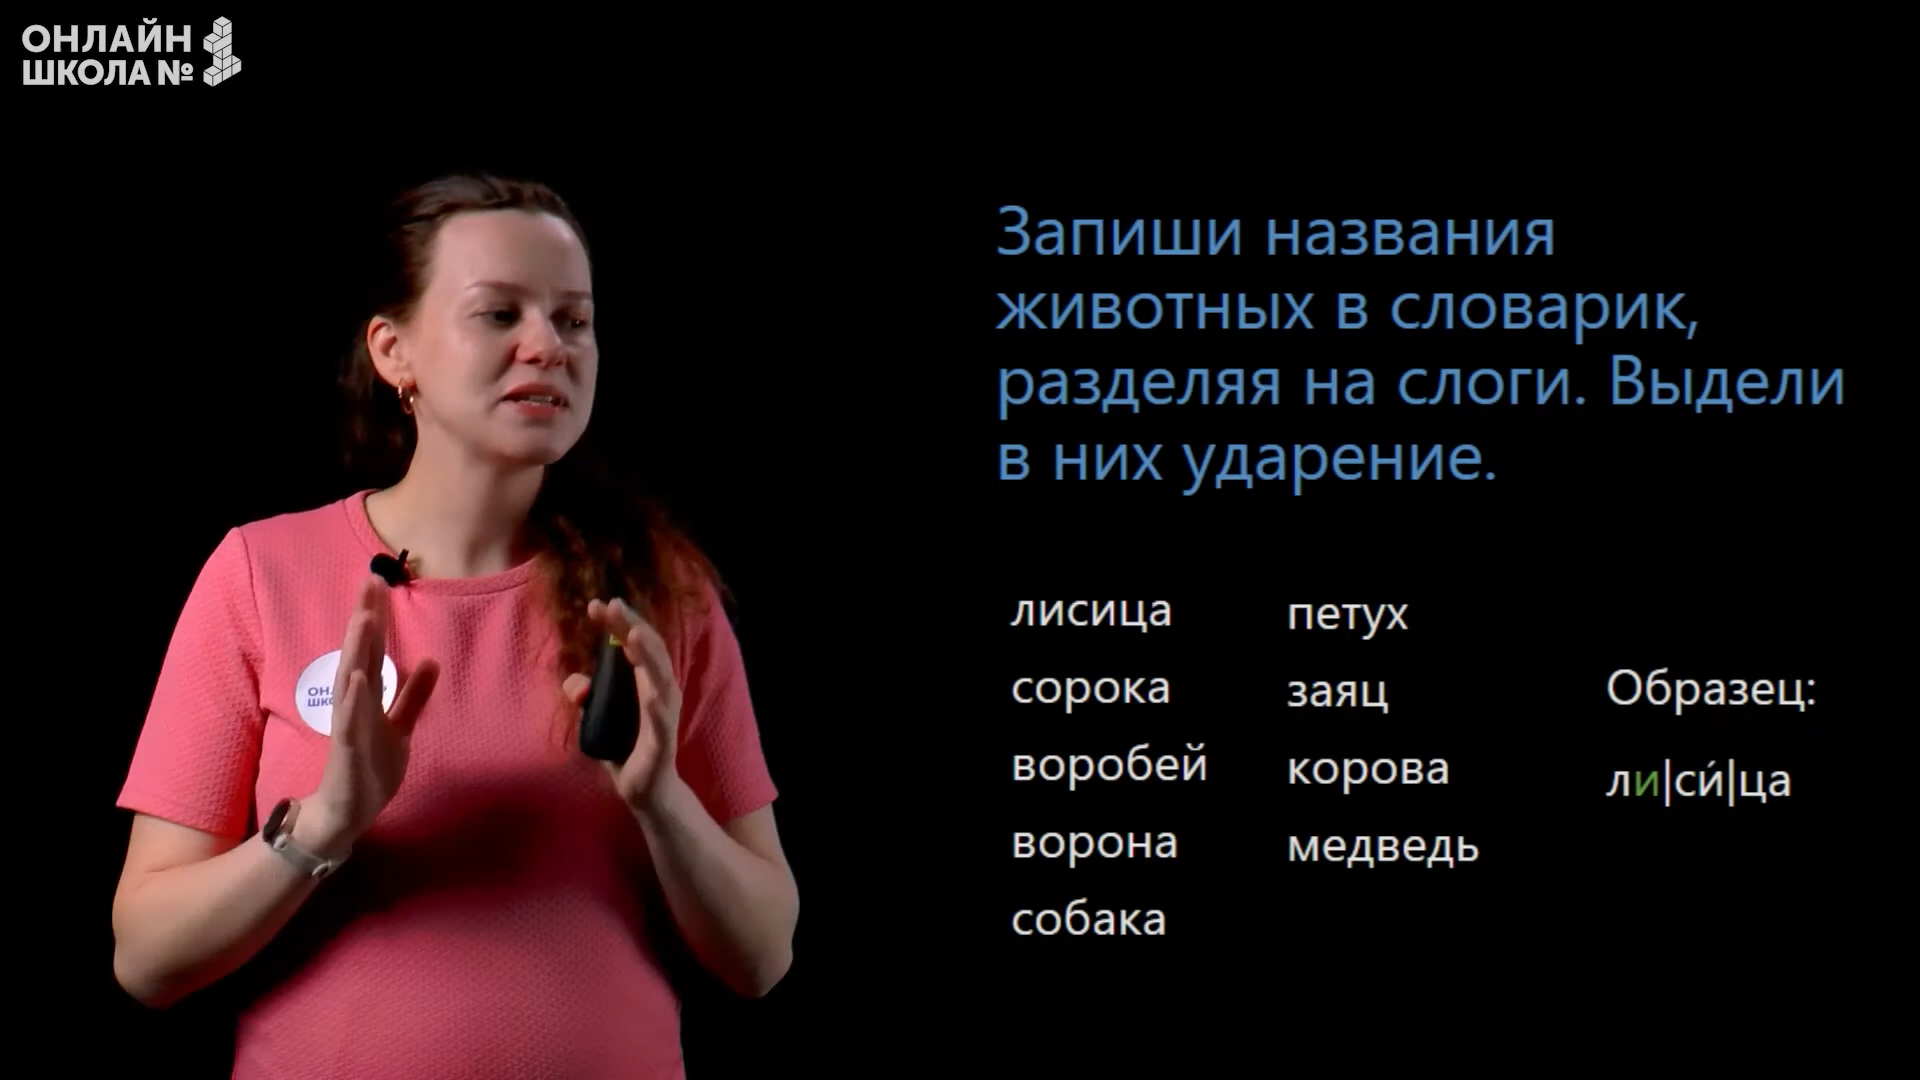 ОНЛАЙН
ШКОЛА №
Запиши названия
животных в словарик,
разделяя на слоги. Выдели
в них ударение.
лисица
сорока
воробей
ворона
собака
петух
заяц
корова
медведь
Образец:
ли|си́|ца